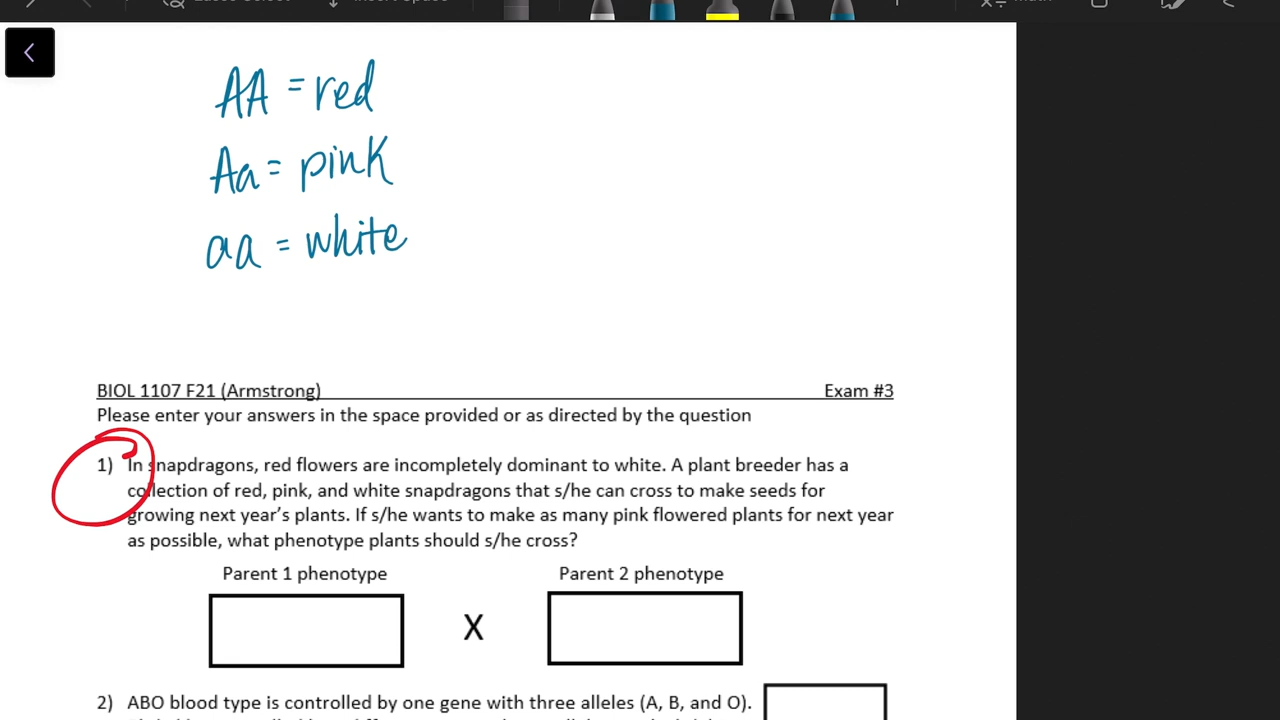 AA = red
Aa = pink
aa = white
BIOL 1107 F21 (Armstrong) Exam #3
Please enter your answers in the space provided or as directed by the question
1) In snapdragons, red flowers are incompletely dominant to white. A plant breeder has a
collection of red, pink, and white snapdragons that s/he can cross to make seeds for
growing next year's plants. If s/he wants to make as many pink flowered plants for next year
as possible, what phenotype plants should s/he cross?
Parent 1 phenotype Parent 2 phenotype
X
2) ABO blood type is controlled by one gene with three alleles (A, B, and O).